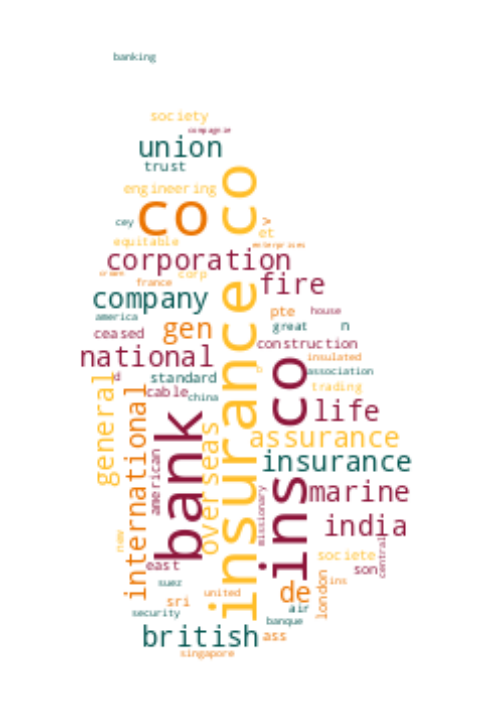 banking
society
compagnie
union
trust
engineering
co
cey
>
et
equitable
enterprises
corporation
corp
france
fire
company
america
pte
house
gen
great
n
ceased
construction
national
insulated
association
d
standard
b
cable
china
trading
general
international
american
bank
overseas
insurance co
ins co
life
assurance
insurance
marine
india
missionary
new
societe
central
east
son
suez
ins
united
de
london
sri
air
security
banque
british
ass
singapore